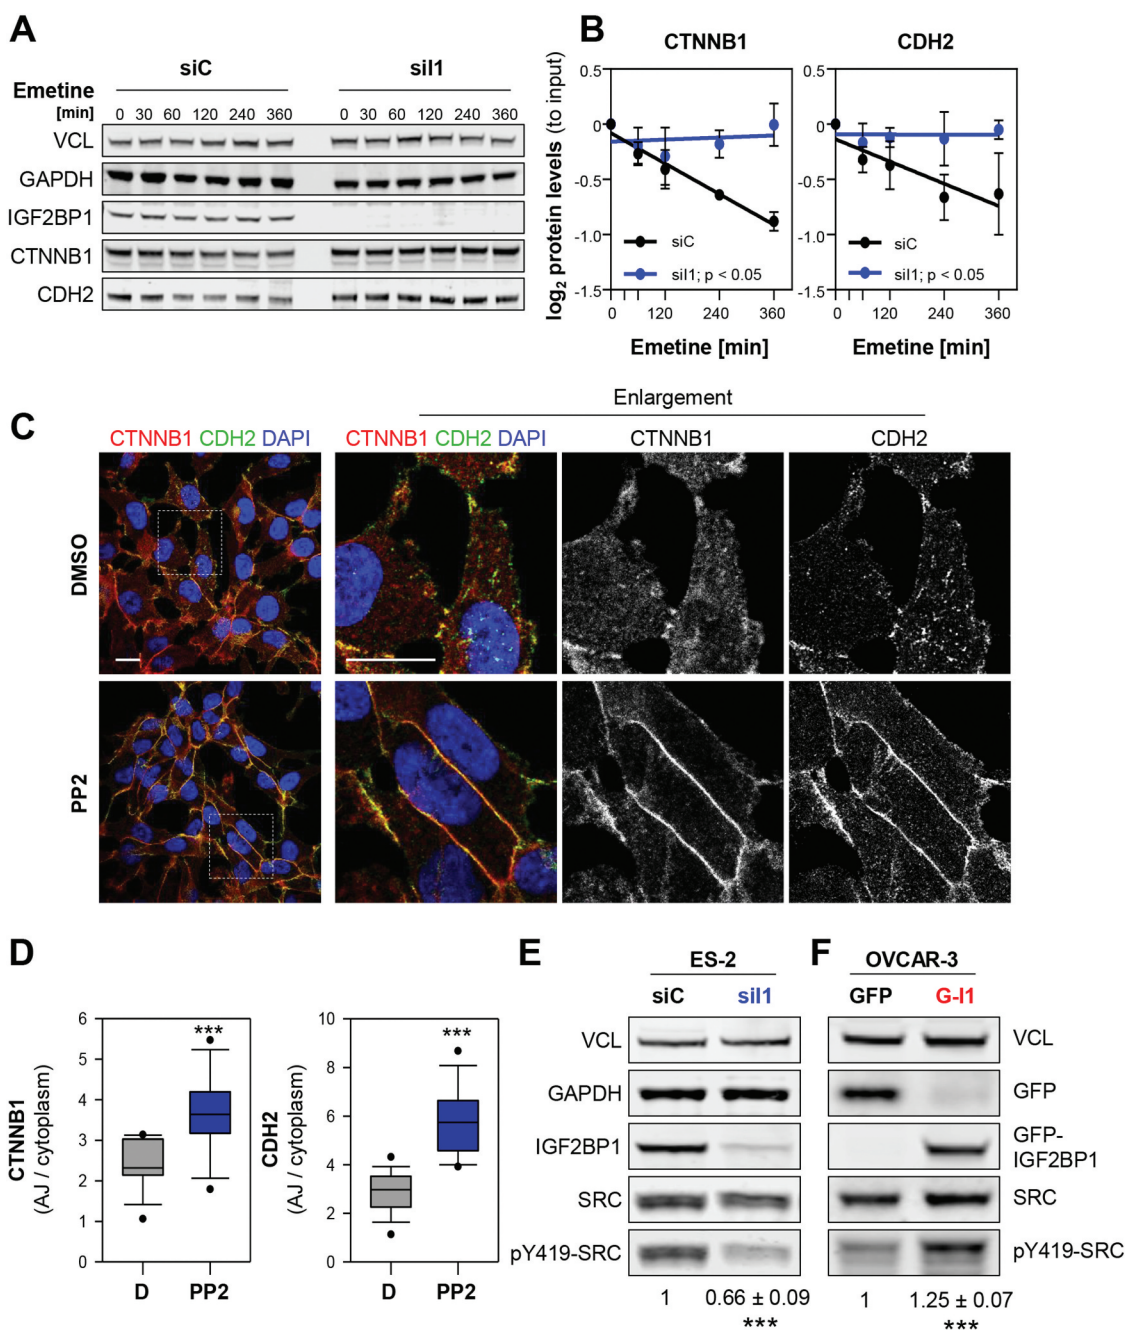 A
siC
siI1
Emetine
[min]
0 30 60 120 240 360
0 30 60 120 240 360
VCL
GAPDH
IGF2BP1
CTNNB1
CDH2
B
CTNNB1
CDH2
log2 protein levels (to input)
0.5
0
-0.5
-1.0
-1.5
siC
siI1; p < 0.05
0 120 240 360
Emetine [min]
0.5
0
-0.5
-1.0
-1.5
siC
siI1; p < 0.05
0 120 240 360
Emetine [min]
C
Enlargement
CTNNB1 CDH2 DAPI
CTNNB1 CDH2 DAPI
CTNNB1
CDH2
DMSO
PP2
D
CTNNB1
(AJ / cytoplasm)
6
5
4
3
2
1
0
***
D PP2
CDH2
(AJ / cytoplasm)
10
8
6
4
2
0
***
D PP2
E
ES-2
siC siI1
VCL
GAPDH
IGF2BP1
SRC
pY419-SRC
1 0.66 ± 0.09
***
F
OVCAR-3
GFP G-I1
VCL
GFP
GFP-
IGF2BP1
SRC
pY419-SRC
1 1.25 ± 0.07
***